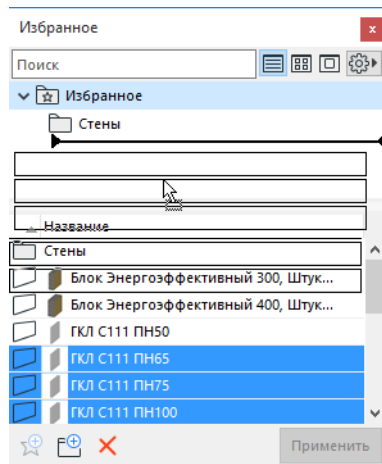 Избранное
x
Поиск
Избранное
Стены
Название
Стены
Блок Энергоэффективный 300, Штук...
Блок Энергоэффективный 400, Штук...
ГКЛ С111 ПН50
ГКЛ С111 ПН65
ГКЛ С111 ПН75
ГКЛ С111 ПН100
Применить